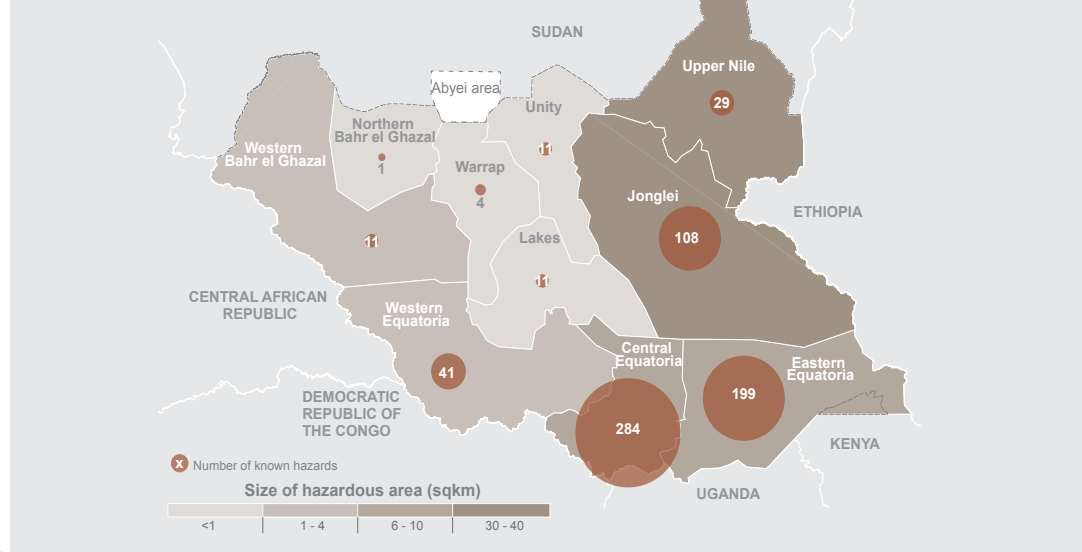 SUDAN
Upper Nile
29
Abyei area
Unity
11
Northern
Bahr el Ghazal
1
Western
Bahr el Ghazal
11
Warrap
4
Jonglei
108
ETHIOPIA
Lakes
11
CENTRAL AFRICAN
REPUBLIC
Western
Equatoria
41
Central
Equatoria
284
Eastern
Equatoria
199
DEMOCRATIC
REPUBLIC OF
THE CONGO
KENYA
UGANDA
x Number of known hazards
Size of hazardous area (sqkm)
<1 1 - 4 6 - 10 30 - 40